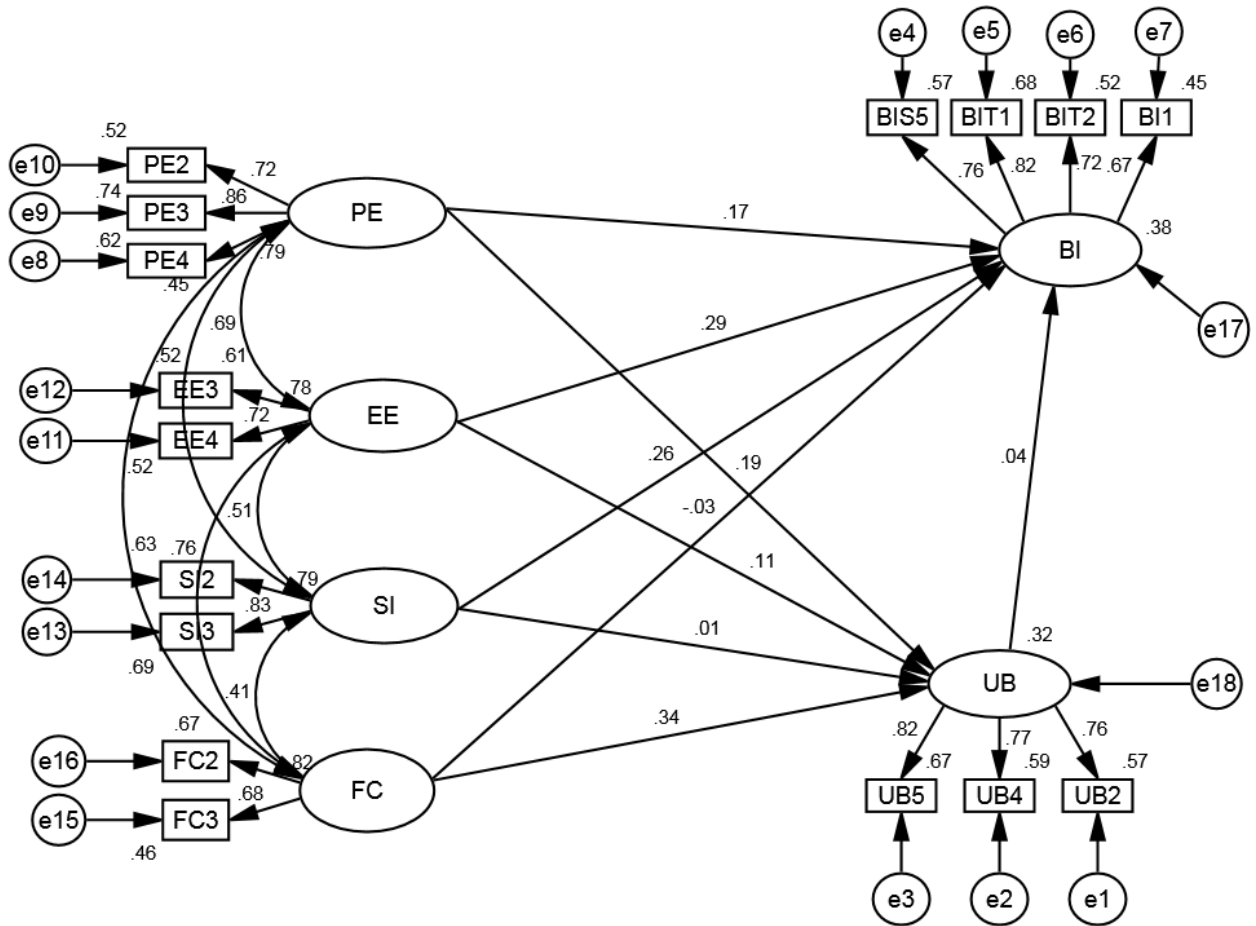 e4 e5 e6 e7
.57 .68 .52 .45
BIS5 BIT1 BIT2 BI1
.76 .82 .72 .67
.52
e10 PE2 .72
.74 .86
e9 PE3 PE
.62
e8 PE4 .79
.45
.17
BI .38
e17
.69
.29
.52 .61
e12 EE3 .78
.72 EE
e11 EE4
.52
.26 .19 .04
.51 -.03
.63 .76
e14 SI2 .79
.83 SI
e13 SI3
.11
.01
.69
.41
.32
UB e18
.34
.67
e16 FC2 .82
.68 FC
e15 FC3
.46
.82 .77 .76
.67 .59 .57
UB5 UB4 UB2
e3 e2 e1